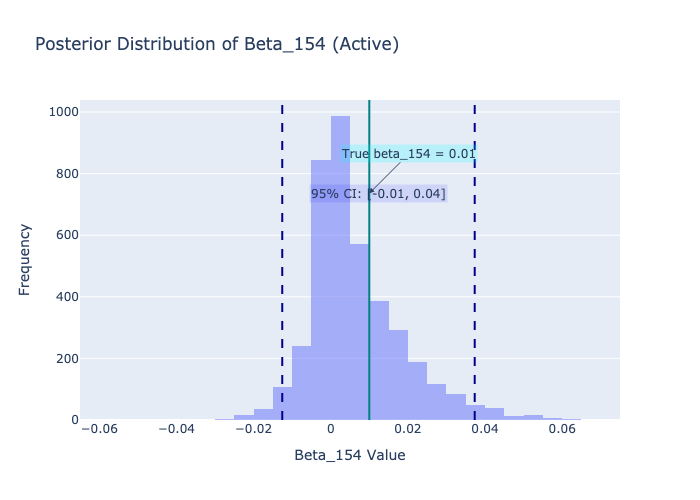 Posterior Distribution of Beta_154 (Active)
1000
800
600
400
200
0
Frequency
True beta_154 = 0.01
95% CI: [-0.01, 0.04]
−0.06
−0.04
−0.02
0
0.02
0.04
0.06
Beta_154 Value